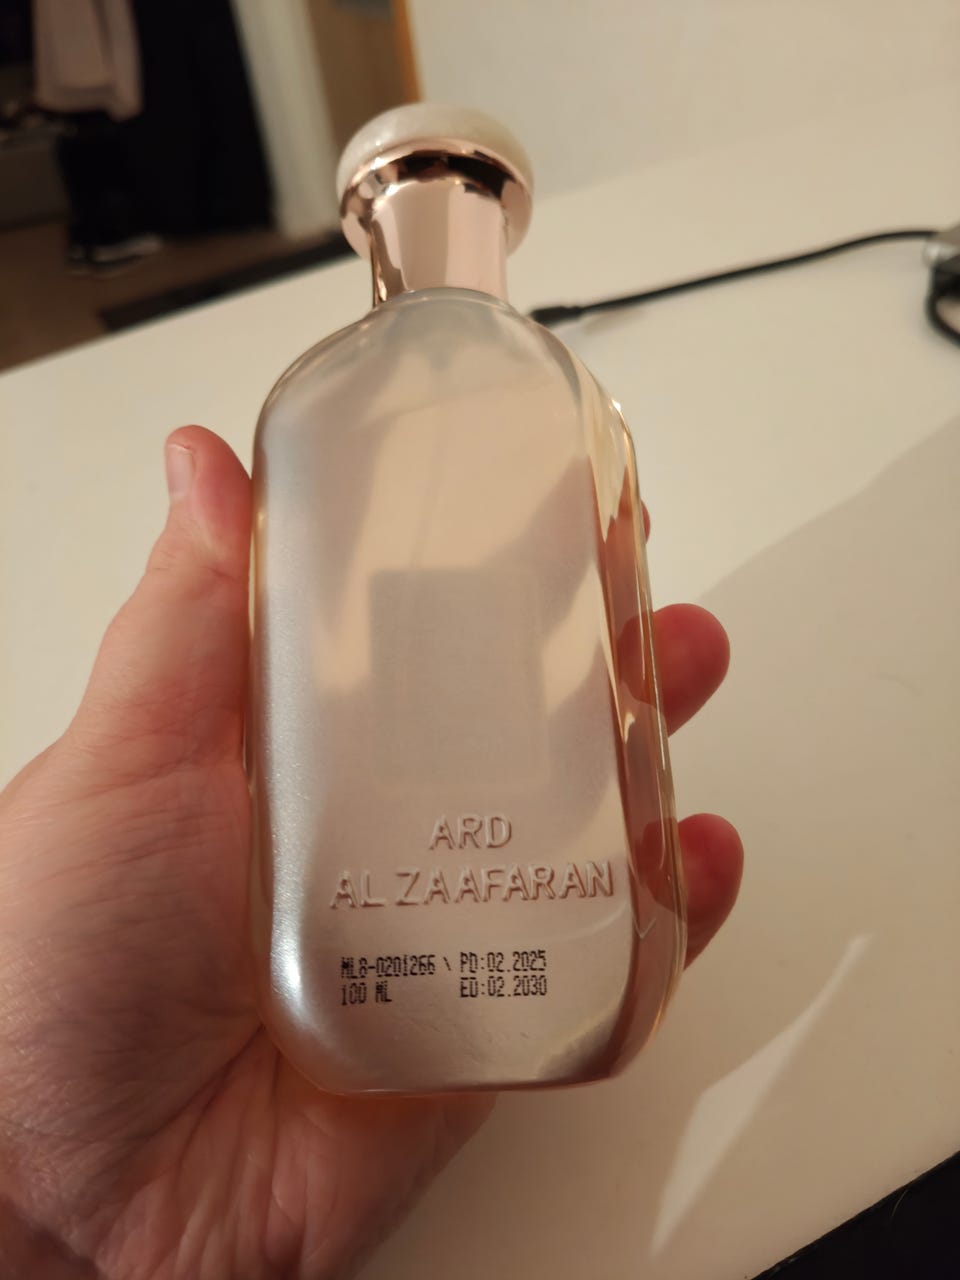 ARD
AL ZAAFARAN
ML8-0201266 \ PD:02.2025
100 ML ED:02.2030